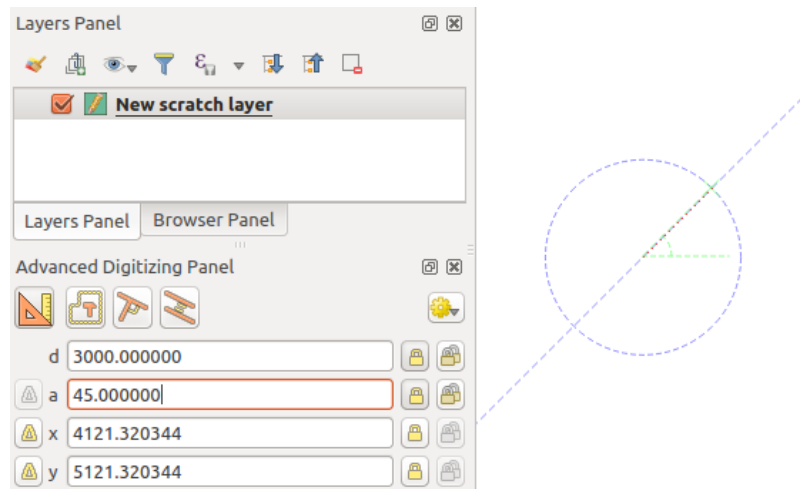 Layers Panel
New scratch layer
Layers Panel Browser Panel
Advanced Digitizing Panel
d 3000.000000
a 45.000000
x 4121.320344
y 5121.320344